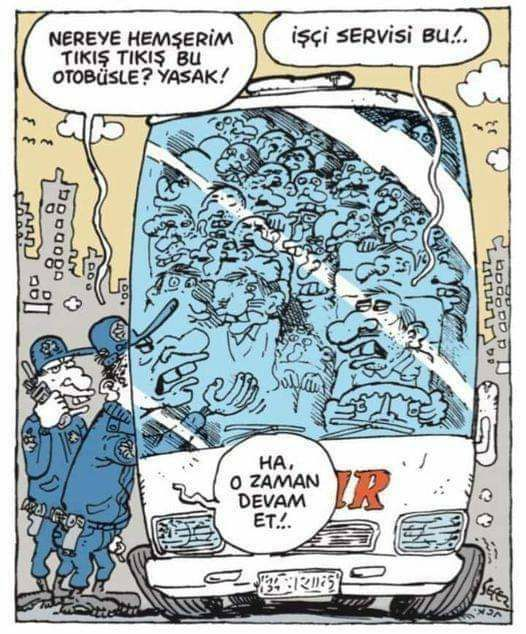 NEREYE HEMŞERİM
TIKIŞ TIKIŞ BU
OTOBÜSLE? YASAK!
İŞÇİ SERVİSİ BU!..
HA,
O ZAMAN
DEVAM
ET!..
IR